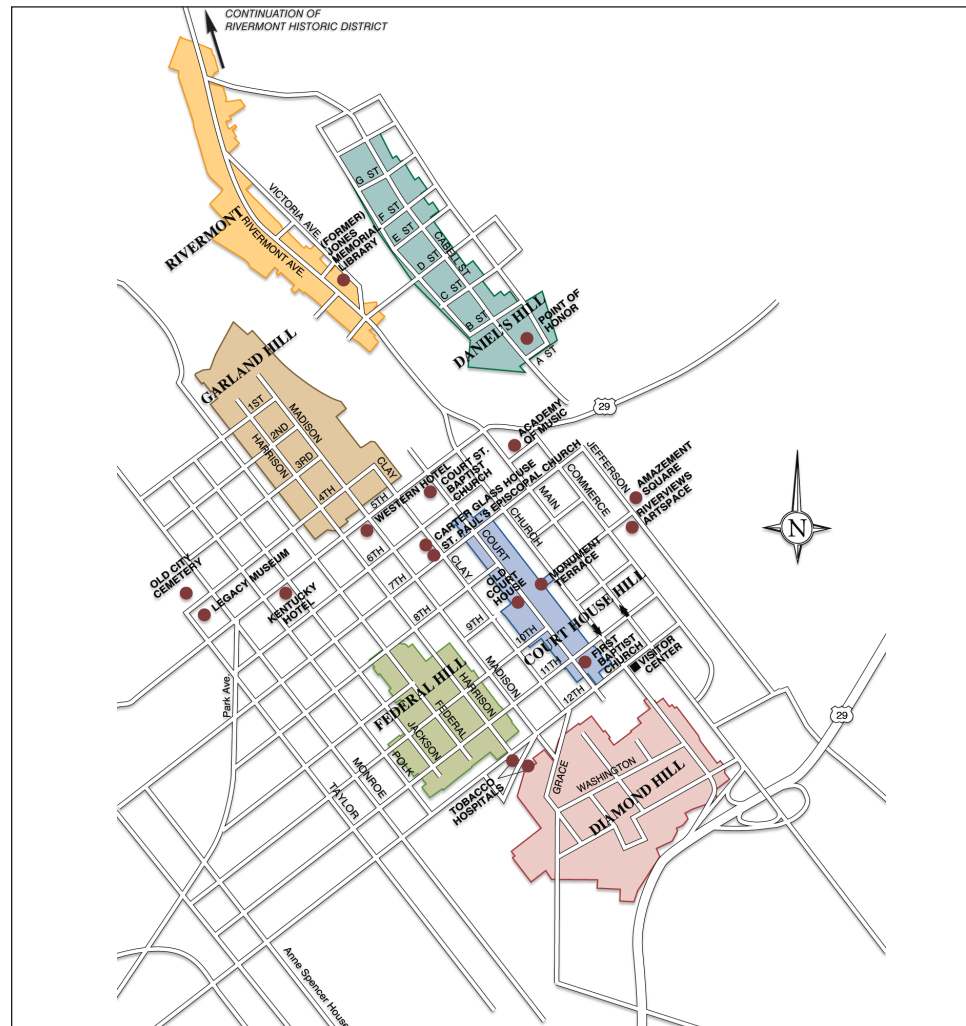 CONTINUATION OF
RIVERMONT HISTORIC DISTRICT
G ST
F ST
E ST
D ST
C ST
B ST
A ST
CABELL ST
VICTORIA AVE.
RIVERMONT AVE.
RIVERMONT
(FORMER)
JONES
MEMORIAL
LIBRARY
DANIEL'S HILL
POINT OF
HONOR
GARLAND HILL
1ST
2ND
3RD
4TH
5TH
MADISON
HARRISON
CLAY
29
ACADEMY
OF MUSIC
WESTERN HOTEL
COURT ST.
BAPTIST
CHURCH
CARTER GLASS HOUSE
ST. PAUL'S EPISCOPAL CHURCH
JEFFERSON
COMMERCE
MAIN
CHURCH
COURT
CLAY
AMAZEMENT
SQUARE
RIVERVIEWS
ARTSPACE
N
6TH
7TH
8TH
9TH
10TH
11TH
12TH
OLD CITY
CEMETERY
LEGACY MUSEUM
KENTUCKY
HOTEL
OLD
COURT
HOUSE
MONUMENT
TERRACE
COURT HOUSE HILL
FIRST
BAPTIST
CHURCH
VISITOR
CENTER
MADISON
HARRISON
FEDERAL
JACKSON
POLK
FEDERAL HILL
MONROE
TAYLOR
Park Ave.
TOBACCO
HOSPITALS
GRACE
WASHINGTON
DIAMOND HILL
29
Anne Spencer House